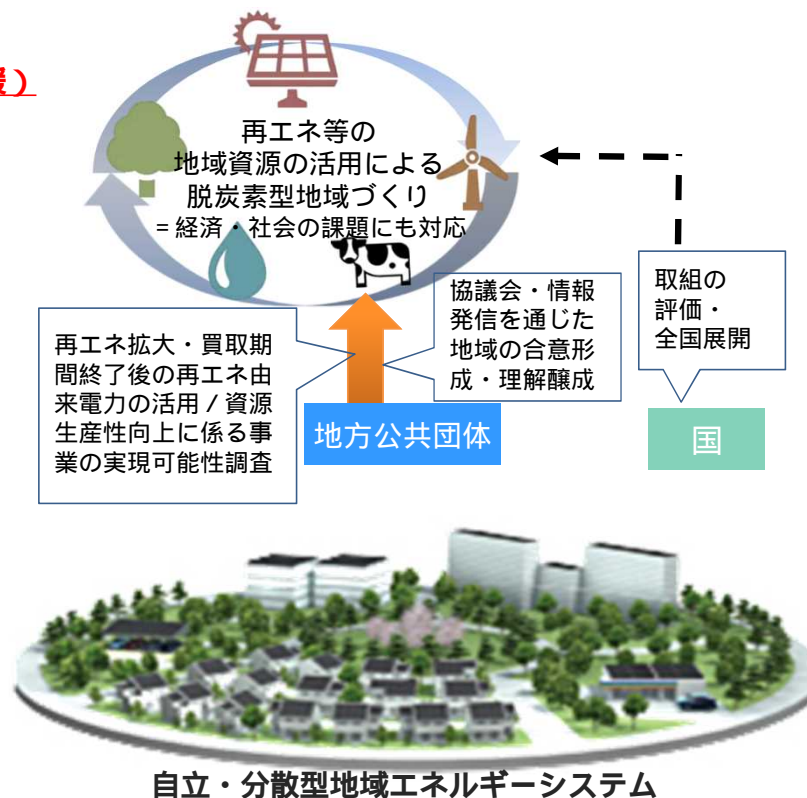 援）
再エネ等の
地域資源の活用による
脱炭素型地域づくり
＝経済・社会の課題にも対応
取組の
評価・
全国展開
協議会・情報
発信を通じた
地域の合意形
成・理解醸成
再エネ拡大・買取期
間終了後の再エネ由
来電力の活用／資源
生産性向上に係る事
業の実現可能性調査
地方公共団体
国
自立・分散型地域エネルギーシステム